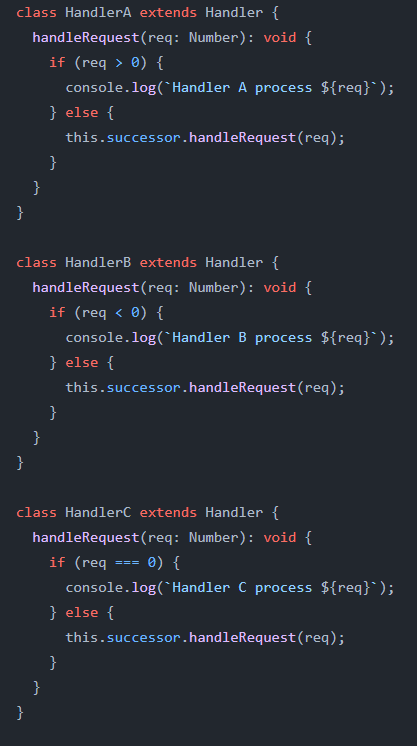 class HandlerA extends Handler {
  handleRequest(req: Number): void {
    if (req > 0) {
      console.log(`Handler A process ${req}`);
    } else {
      this.successor.handleRequest(req);
    }
  }
}

class HandlerB extends Handler {
  handleRequest(req: Number): void {
    if (req < 0) {
      console.log(`Handler B process ${req}`);
    } else {
      this.successor.handleRequest(req);
    }
  }
}

class HandlerC extends Handler {
  handleRequest(req: Number): void {
    if (req === 0) {
      console.log(`Handler C process ${req}`);
    } else {
      this.successor.handleRequest(req);
    }
  }
}